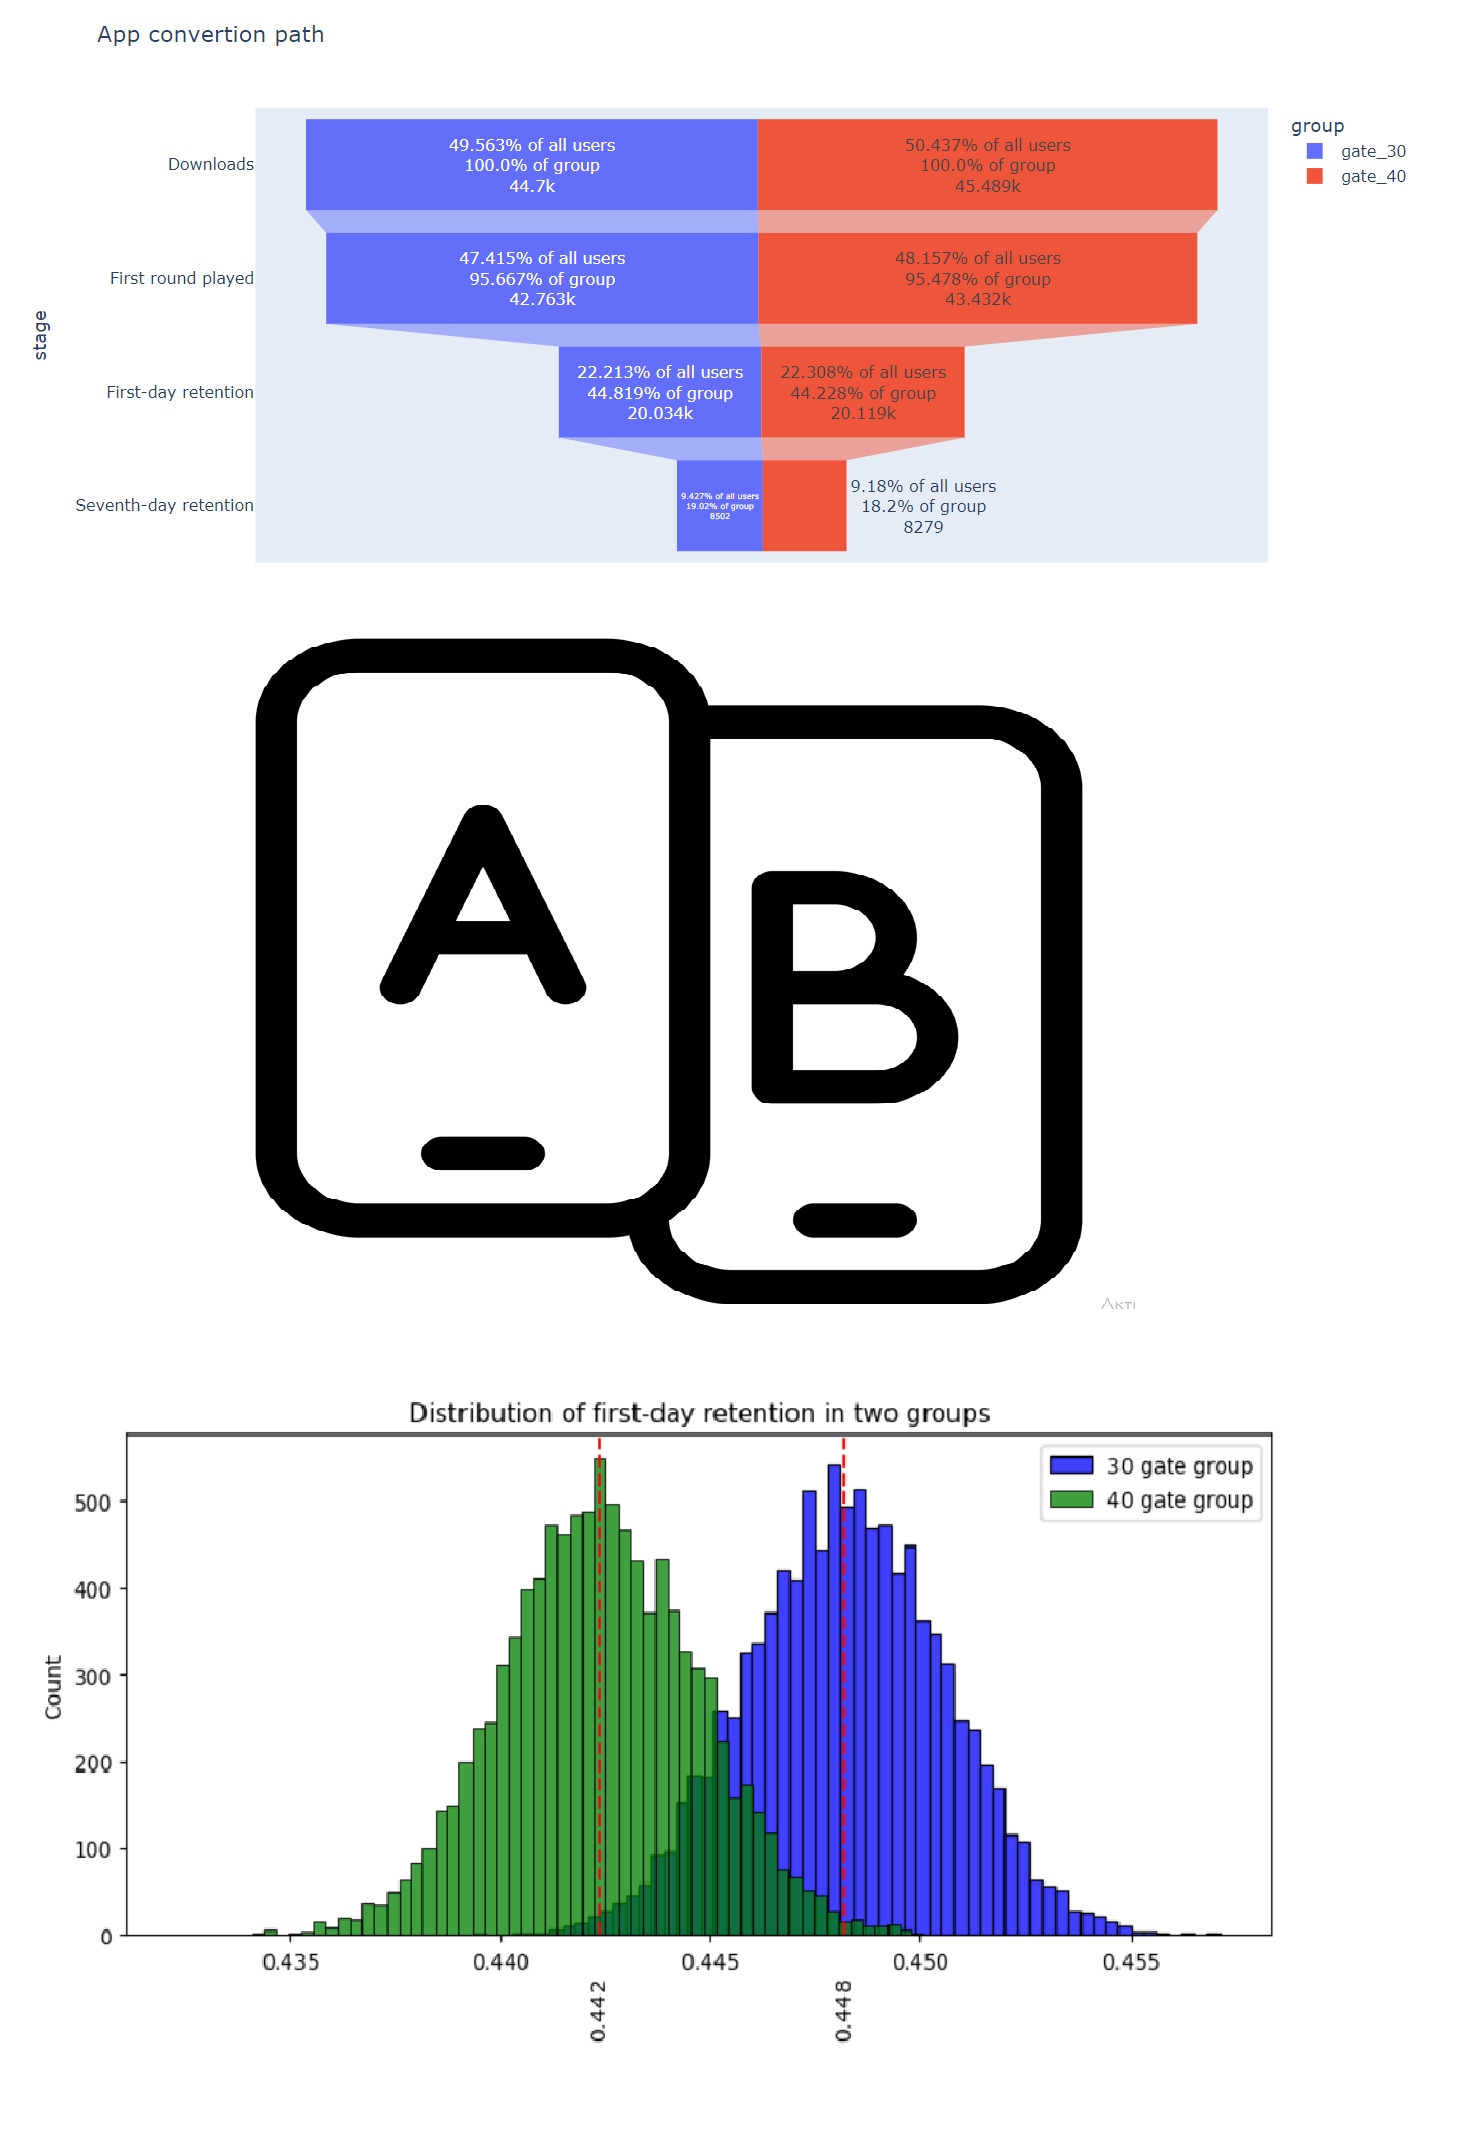 App convertion path
group
gate_30
gate_40
stage
Downloads
49.563% of all users
100.0% of group
44.7k
50.437% of all users
100.0% of group
45.489k
First round played
47.415% of all users
95.667% of group
42.763k
48.157% of all users
95.478% of group
43.432k
First-day retention
22.213% of all users
44.819% of group
20.034k
22.308% of all users
44.228% of group
20.119k
Seventh-day retention
9.427% of all users
19.02% of group
8502
9.18% of all users
18.2% of group
8279
A
B
Akti
Distribution of first-day retention in two groups
30 gate group
40 gate group
Count
500
400
300
200
100
0
0.435
0.440
0.445
0.450
0.455
0.442
0.448